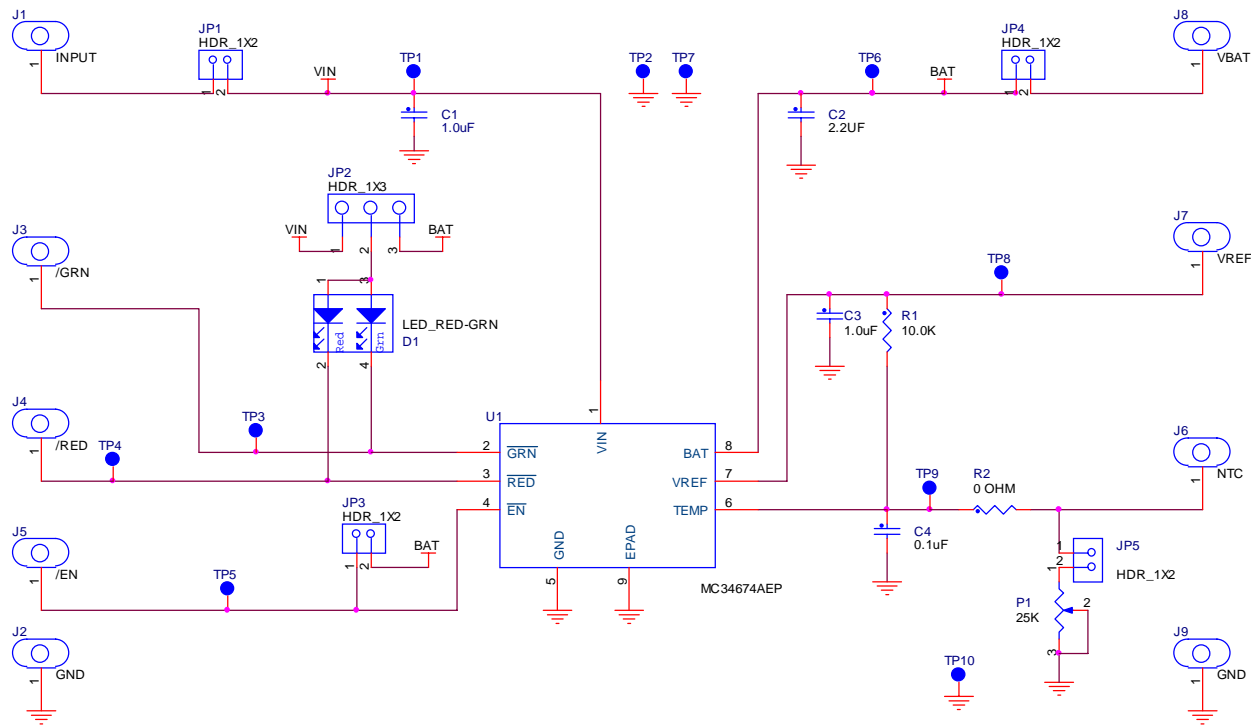 J1
INPUT
1
JP1
HDR_1X2
1
2
VIN
TP1
C1
1.0uF
TP2
TP7
TP6
C2
2.2UF
BAT
JP4
HDR_1X2
1
2
J8
VBAT
1
JP2
HDR_1X3
VIN
1
2
3
BAT
J3
/GRN
1
1
3
Red
Grn
LED_RED-GRN
D1
2
4
J7
VREF
1
TP8
C3
1.0uF
R1
10.0K
J4
/RED
1
TP4
TP3
U1
1
VIN
2
GRN
3
RED
4
EN
BAT
8
VREF
7
TEMP
6
GND
5
EPAD
9
MC34674AEP
J6
NTC
1
TP9
R2
0 OHM
C4
0.1uF
JP3
HDR_1X2
1
2
BAT
J5
/EN
1
TP5
JP5
HDR_1X2
1
2
P1
25K
1
2
3
J2
GND
1
TP10
J9
GND
1